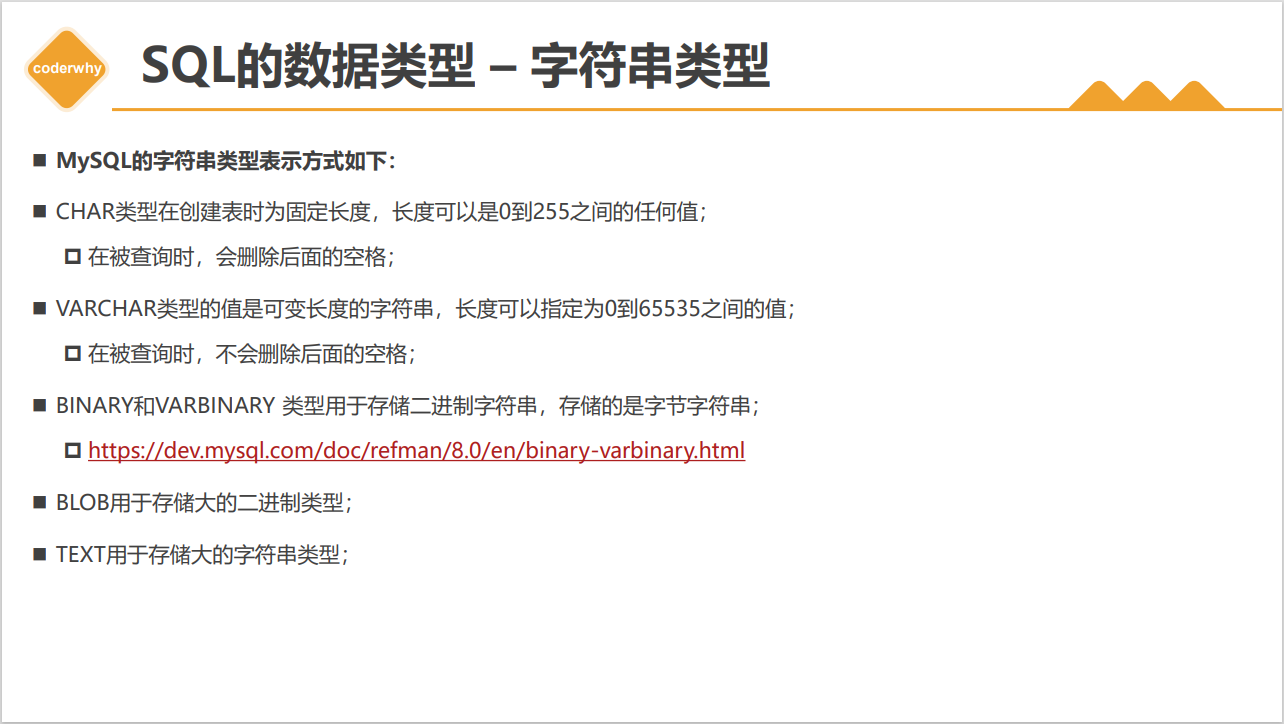 coderwhy
SQL的数据类型 – 字符串类型
MySQL的字符串类型表示方式如下：
CHAR类型在创建表时为固定长度，长度可以是0到255之间的任何值；
在被查询时，会删除后面的空格；
VARCHAR类型的值是可变长度的字符串，长度可以指定为0到65535之间的值；
在被查询时，不会删除后面的空格；
BINARY和VARBINARY 类型用于存储二进制字符串，存储的是字节字符串；
https://dev.mysql.com/doc/refman/8.0/en/binary-varbinary.html
BLOB用于存储大的二进制类型；
TEXT用于存储大的字符串类型；